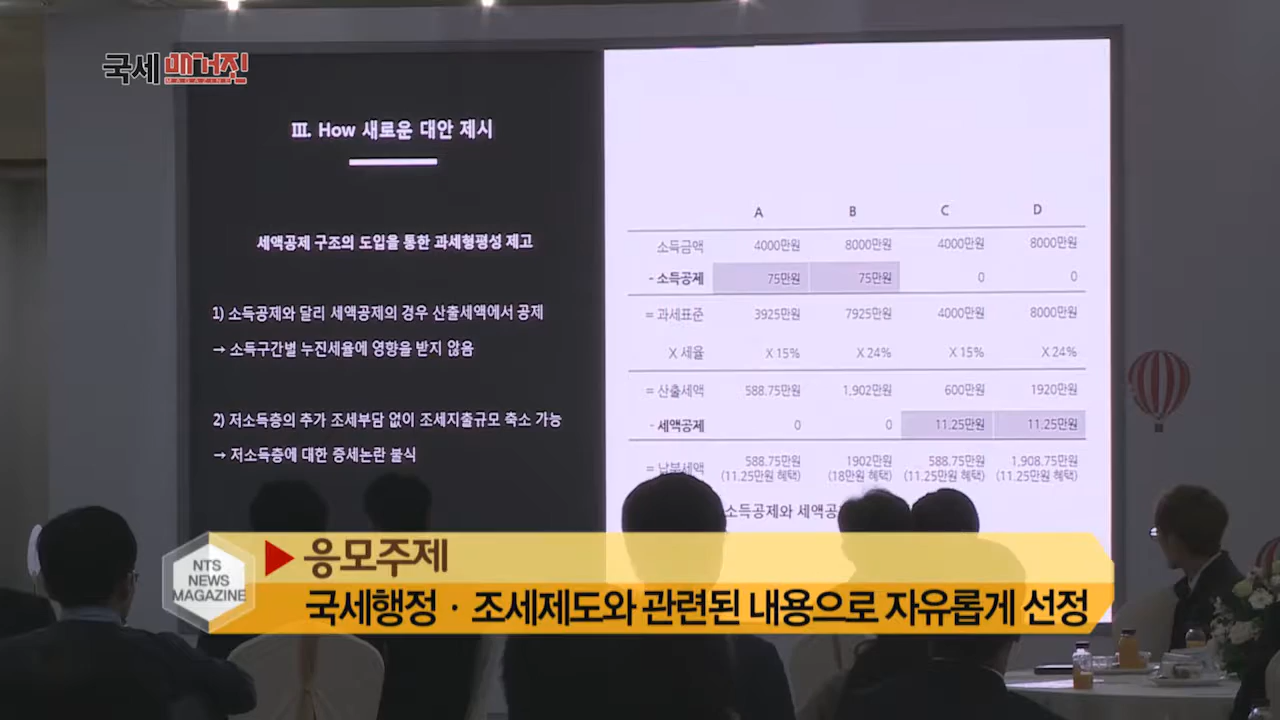 국세매거진
MAGAZINE
Ⅲ. How 새로운 대안 제시
세액공제 구조의 도입을 통한 과세형평성 제고
1) 소득공제와 달리 세액공제의 경우 산출세액에서 공제
→ 소득구간별 누진세율에 영향을 받지 않음
2) 저소득층의 추가 조세부담 없이 조세지출규모 축소 가능
→ 저소득층에 대한 증세논란 불식
A B C D
소득금액 4000만원 8000만원 4000만원 8000만원
- 소득공제 75만원 75만원 0 0
= 과세표준 3925만원 7925만원 4000만원 8000만원
X 세율 X 15% X 24% X 15% X 24%
= 산출세액 588.75만원 1,902만원 600만원 1920만원
- 세액공제 0 0 11.25만원 11.25만원
= 납부세액 588.75만원 1902만원 588.75만원 1,908.75만원
(11.25만원 혜택) (18만원 혜택) (11.25만원 혜택) (11.25만원 혜택)
소득공제와 세액공
NTS
NEWS
MAGAZINE
응모주제
국세행정 · 조세제도와 관련된 내용으로 자유롭게 선정